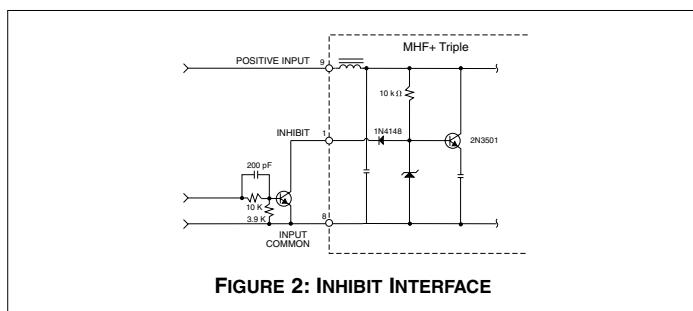 MHF+ Triple
POSITIVE INPUT 9
10 kΩ
INHIBIT 1 1N4148
2N3501
200 pF
10 K
3.9 K
8
INPUT
COMMON
FIGURE 2: INHIBIT INTERFACE